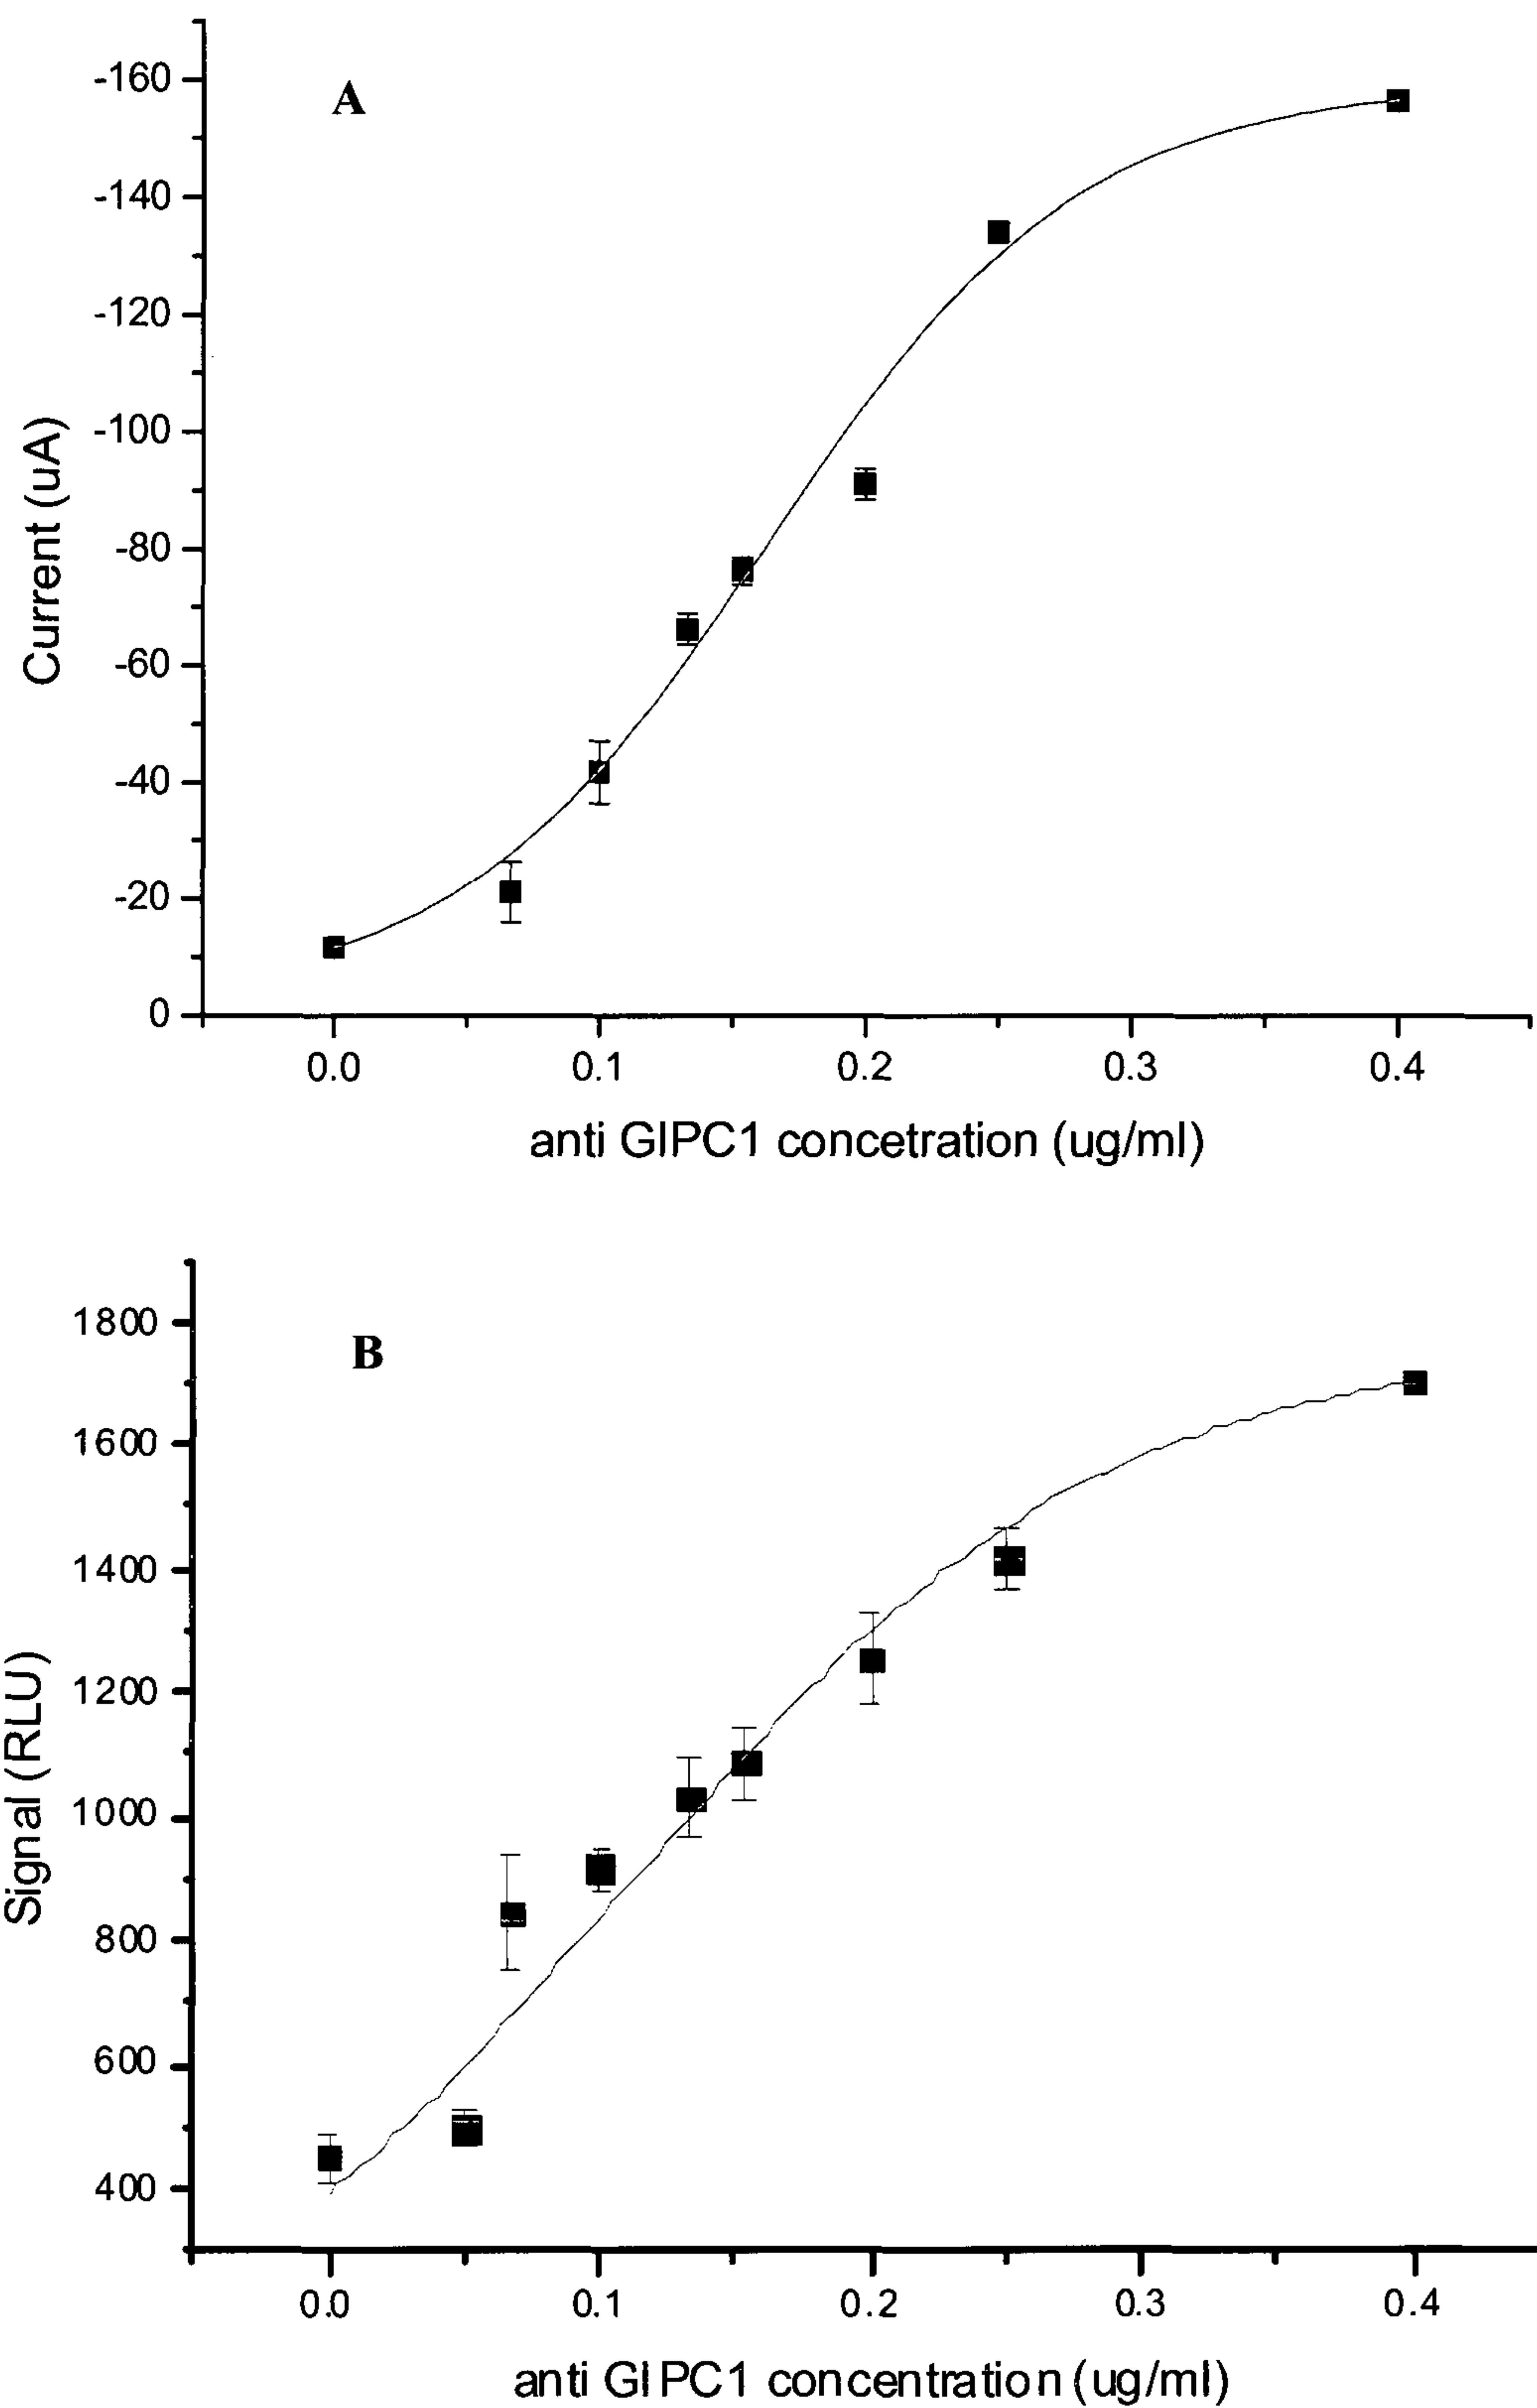 A
-160
-140
-120
-100
-80
-60
-40
-20
0
Current (uA)
0.0 0.1 0.2 0.3 0.4
anti GIPC1 concetration (ug/ml)
B
1800
1600
1400
1200
1000
800
600
400
Signal (RLU)
0.0 0.1 0.2 0.3 0.4
anti GIPC1 concentration (ug/ml)